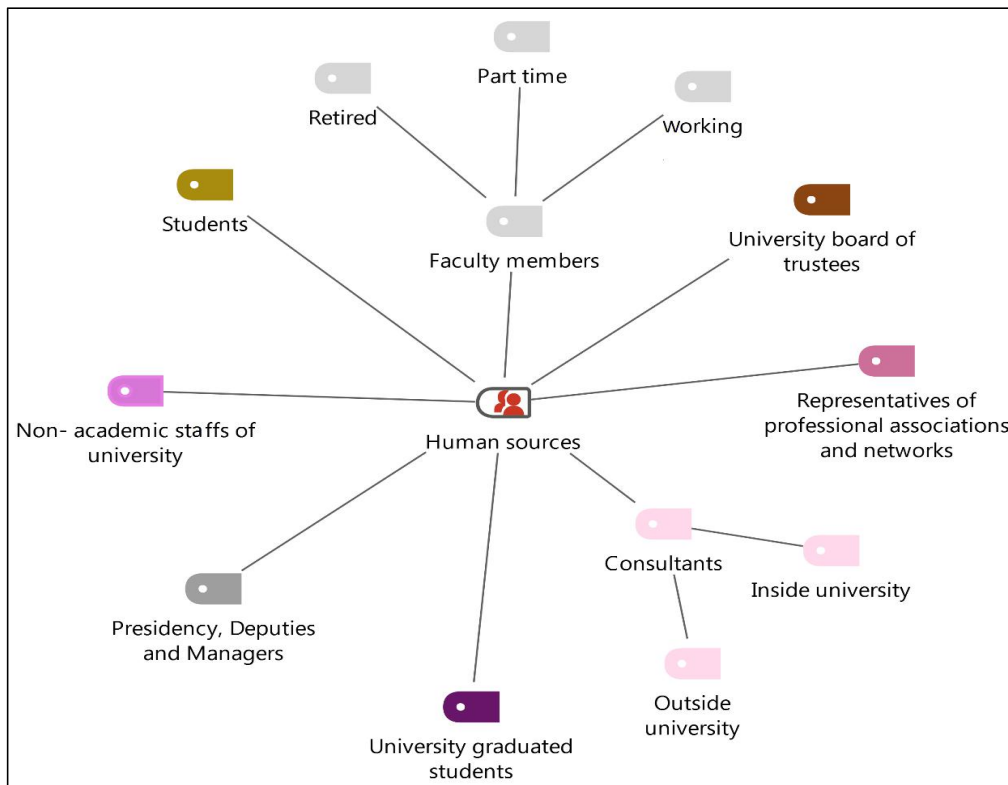 Part time
Retired
Working
Students
Faculty members
University board of
trustees
Non- academic staffs of
university
Human sources
Representatives of
professional associations
and networks
Consultants
Inside university
Presidency, Deputies
and Managers
Outside
university
University graduated
students